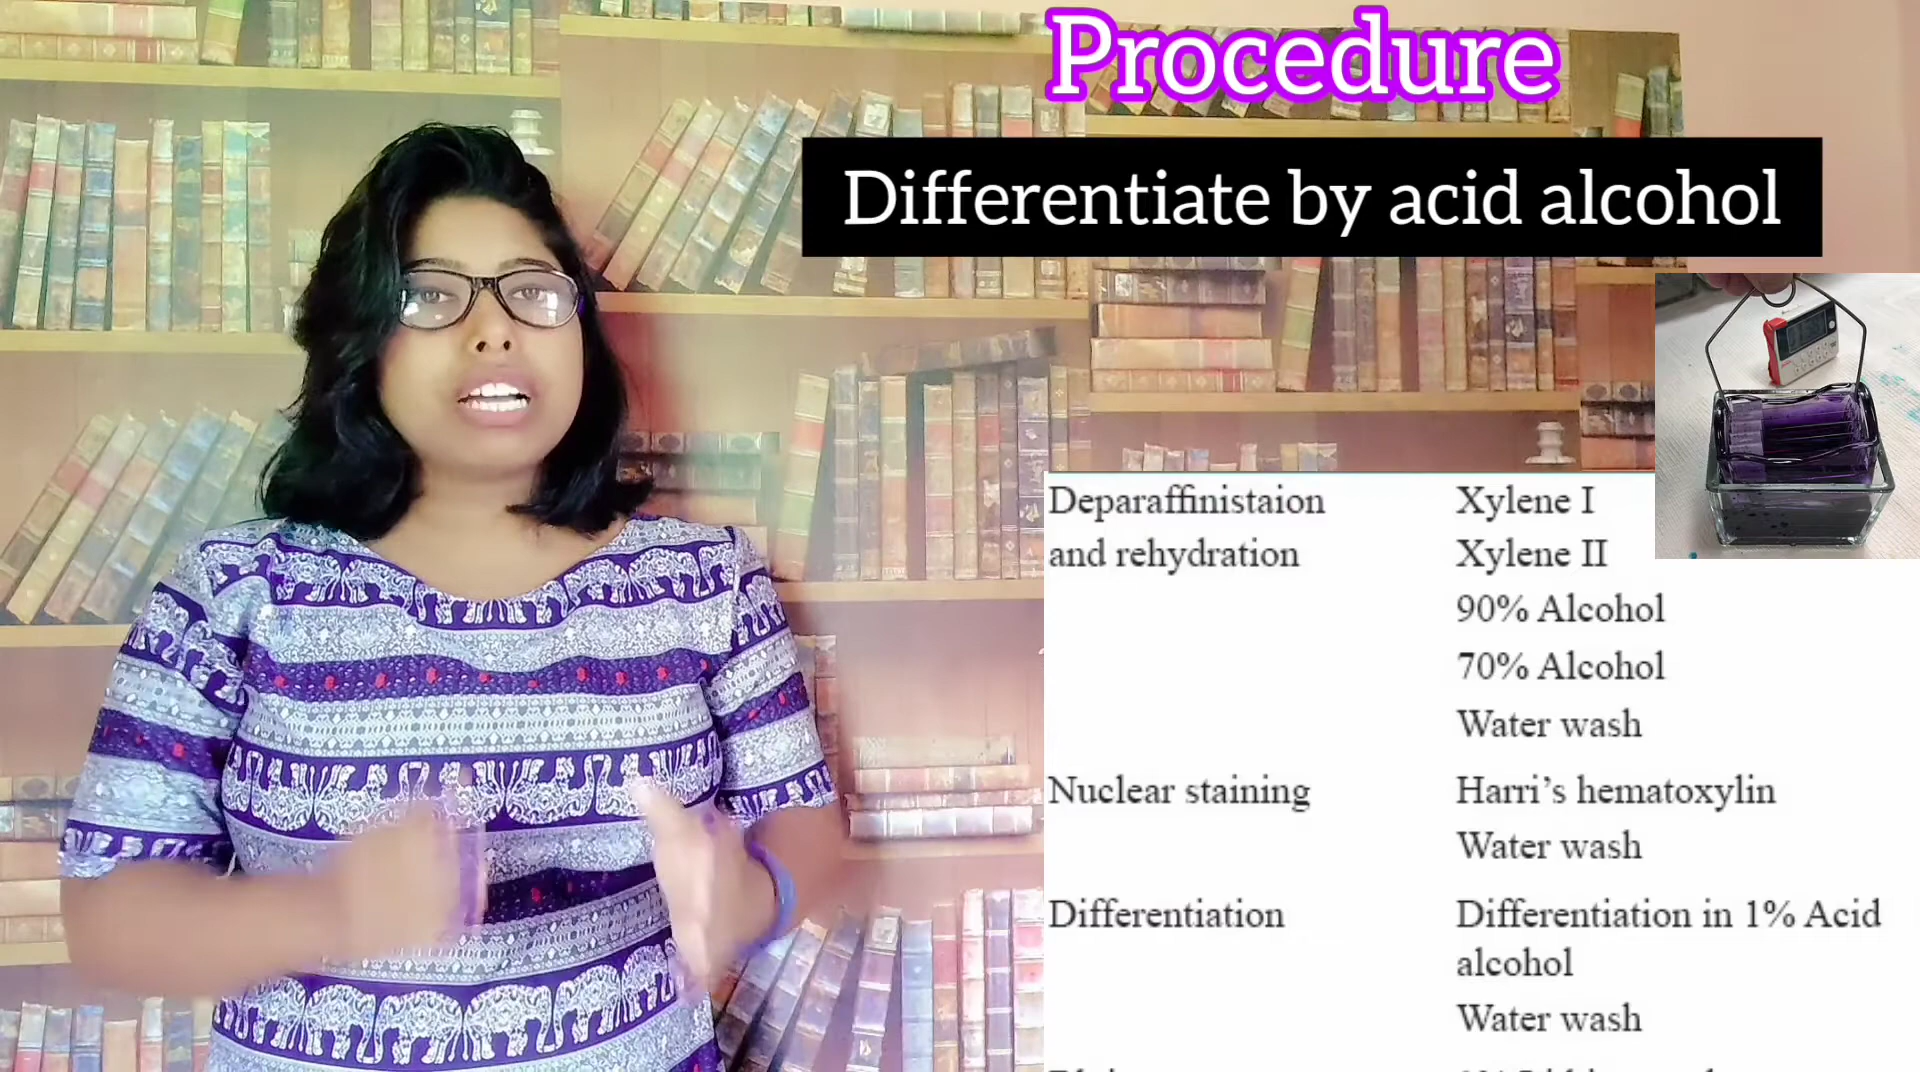 Procedure
Differentiate by acid alcohol
Deparaffinistaion Xylene I
and rehydration Xylene II
90% Alcohol
70% Alcohol
Water wash
Nuclear staining Harri’s hematoxylin
Water wash
Differentiation Differentiation in 1% Acid
alcohol
Water wash